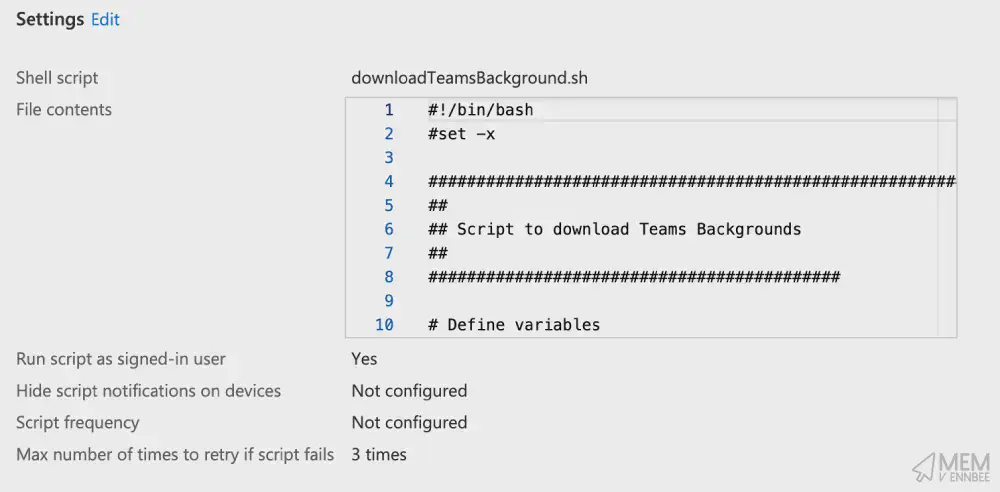 Settings Edit
Shell script downloadTeamsBackground.sh
File contents
1 #!/bin/bash
2 #set -x
3
4 #######################################################
5 ##
6 ## Script to download Teams Backgrounds
7 ##
8 ###########################################
9
10 # Define variables
Run script as signed-in user Yes
Hide script notifications on devices Not configured
Script frequency Not configured
Max number of times to retry if script fails 3 times
MEM
V ENNBEE